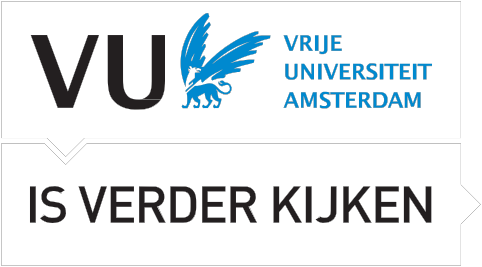 VU
VRIJE
UNIVERSITEIT
AMSTERDAM
IS VERDER KIJKEN